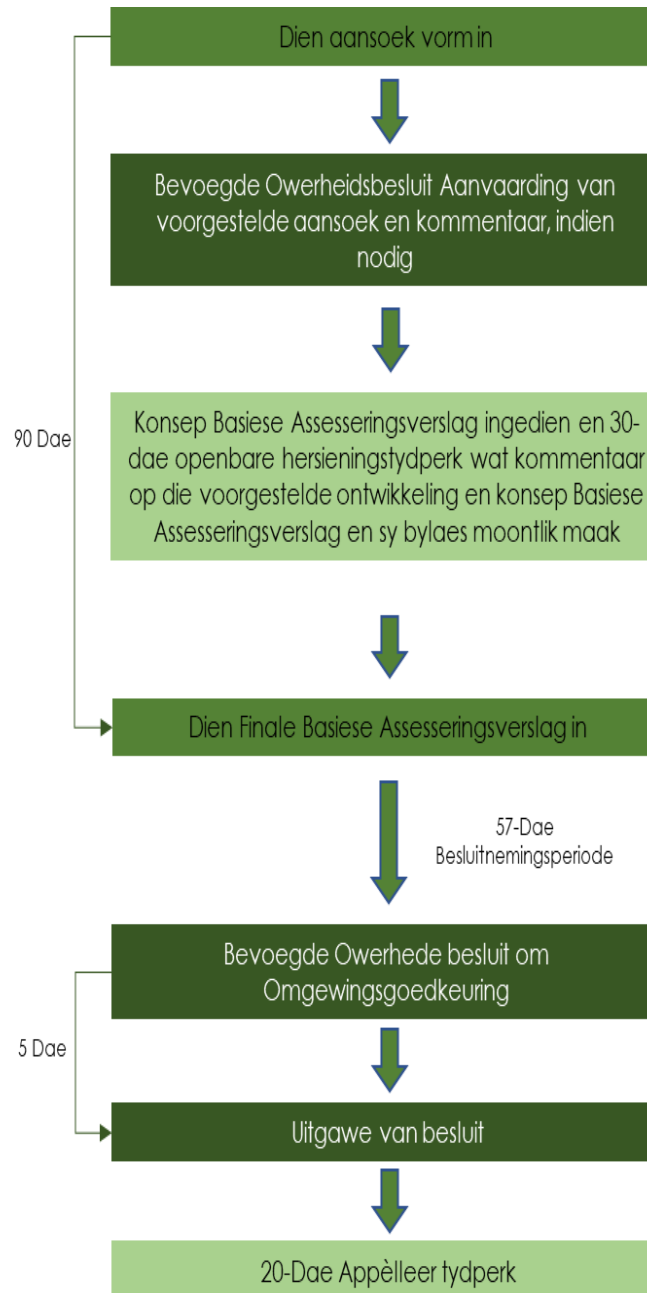 Dien aansoek vorm in
Bevoegde Owerheidsbesluit Aanvaarding van
voorgestelde aansoek en kommentaar, indien
nodig
90 Dae
Konsep Basiese Assesseringsverslag ingedien en 30-
dae openbare hersieningstydperk wat kommentaar
op die voorgestelde ontwikkeling en konsep Basiese
Assesseringsverslag en sy bylaes moontlik maak
Dien Finale Basiese Assesseringsverslag in
57-Dae
Besluitnemingsperiode
Bevoegde Owerhede besluit om
Omgewingsgoedkeuring
5 Dae
Uitgawe van besluit
20-Dae Appèlleer tydperk